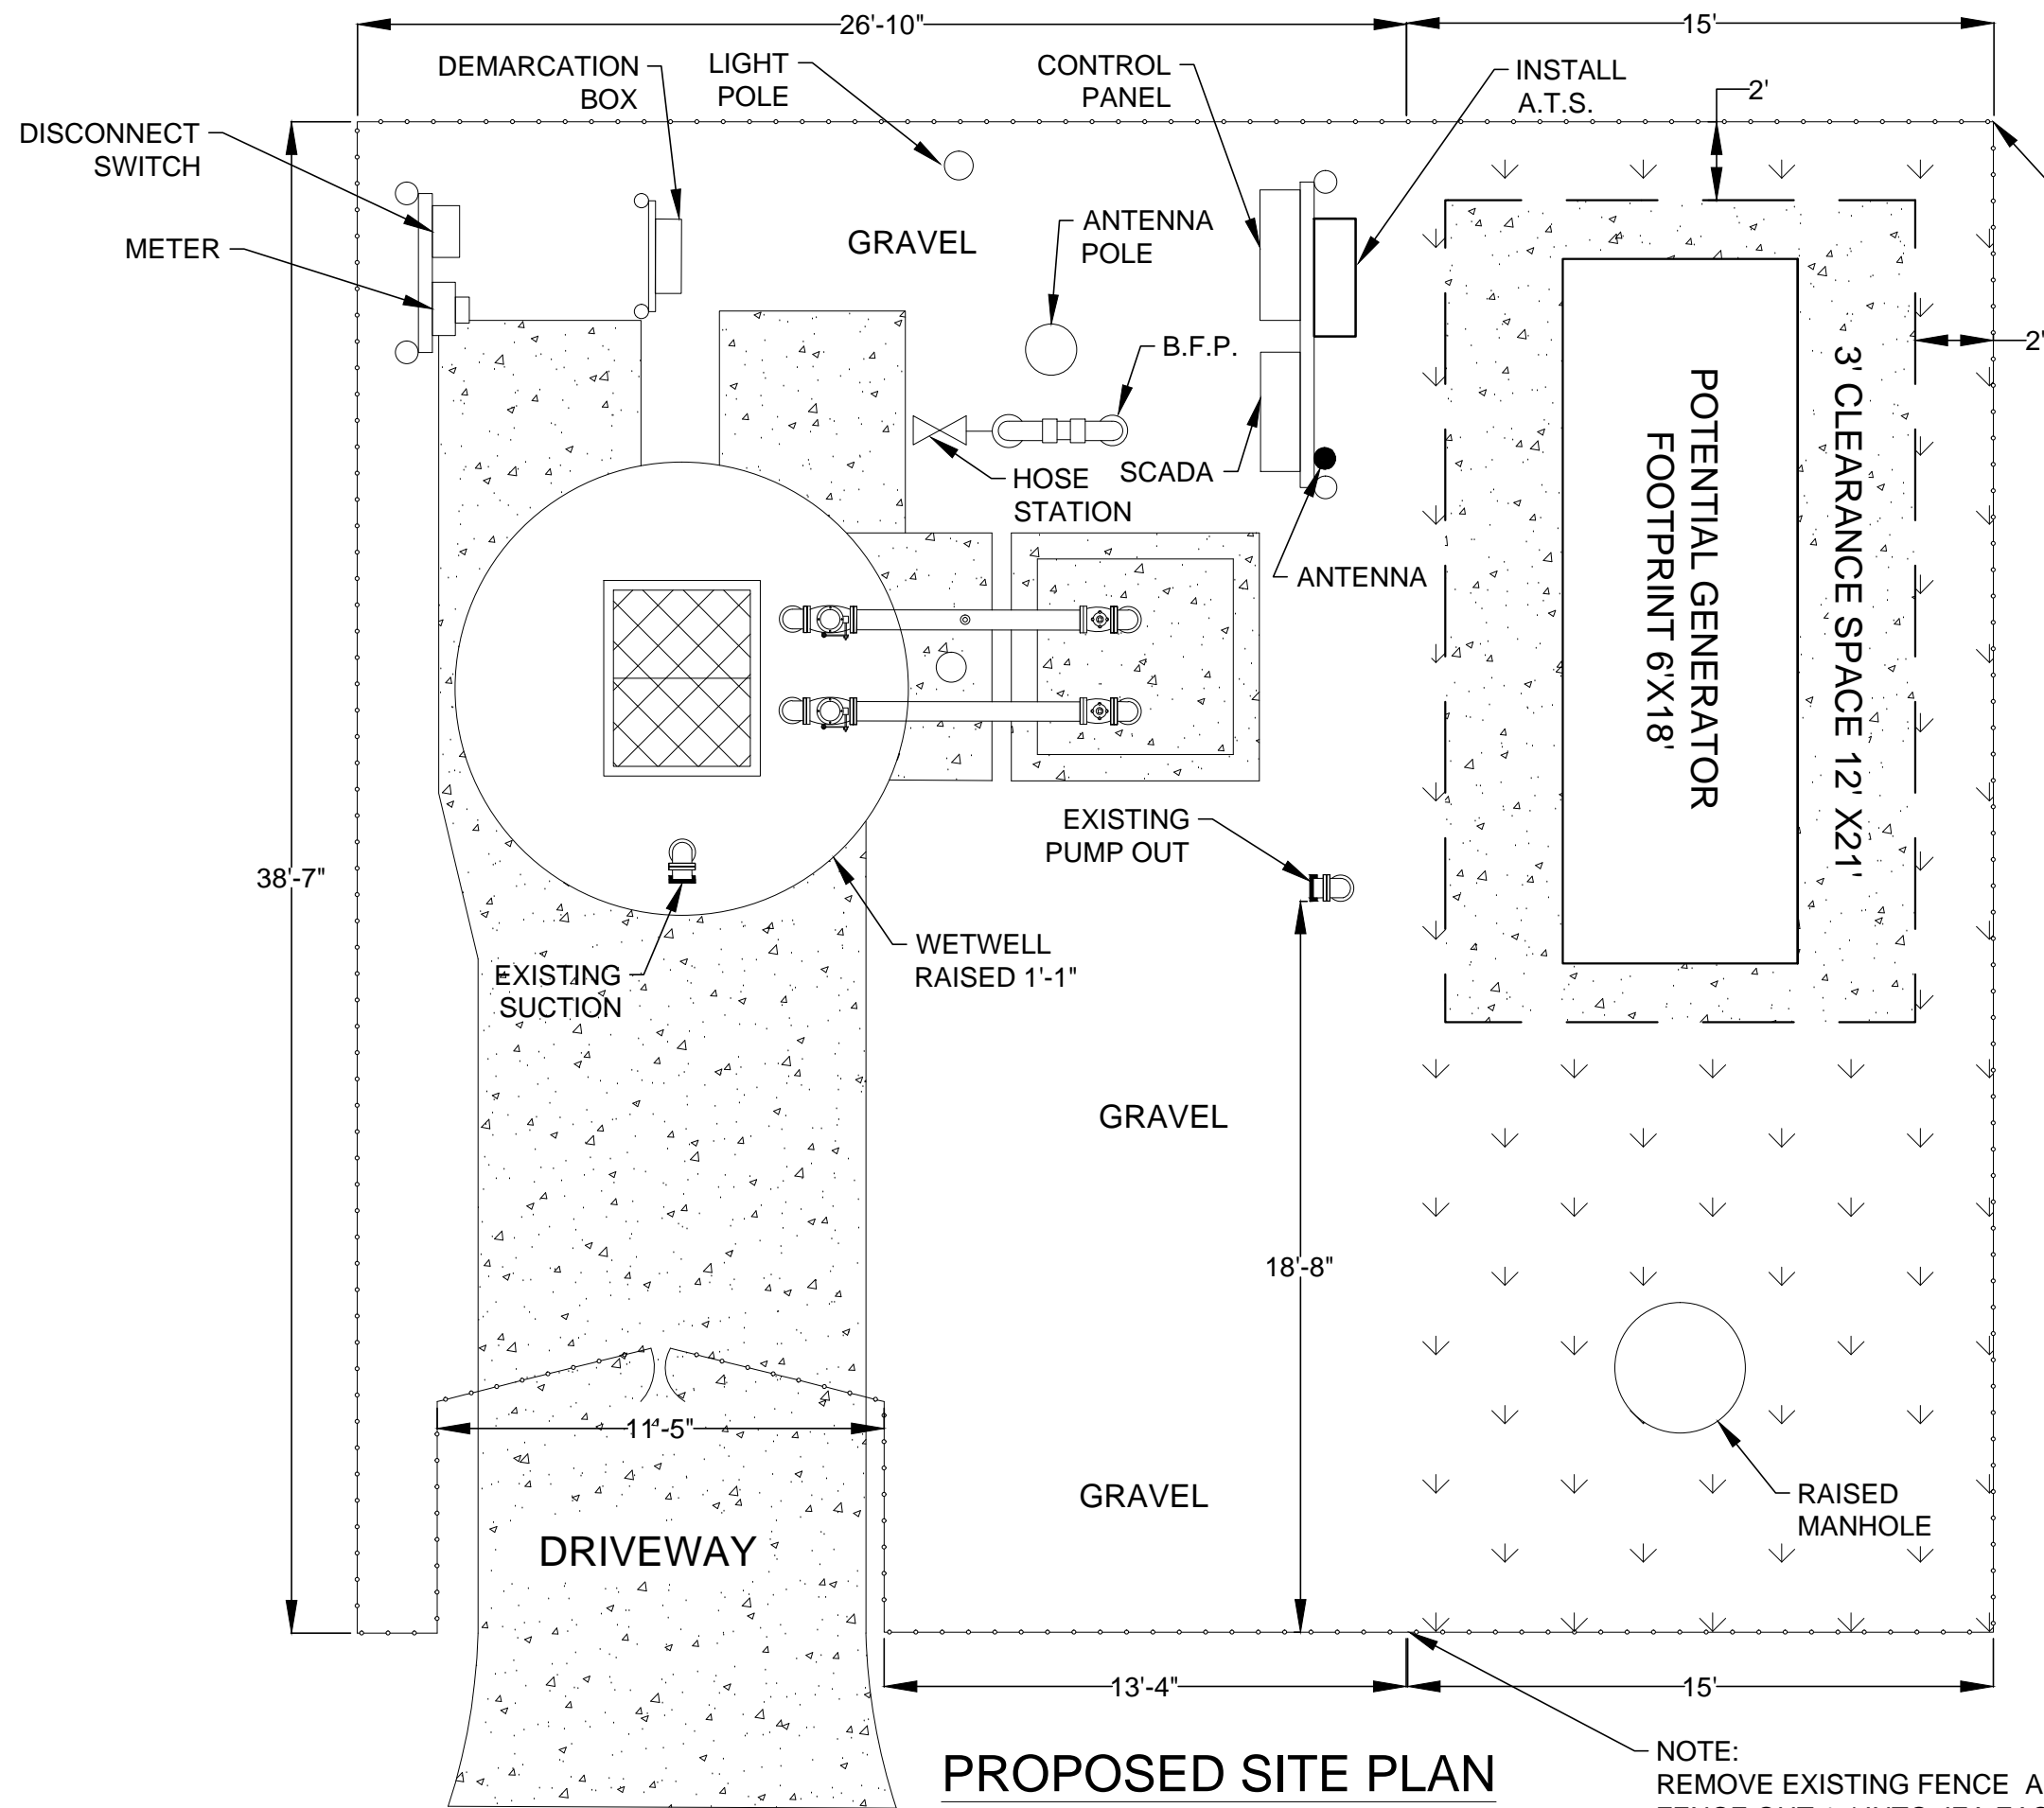 26'-10"
15'
DEMARCATION
BOX
LIGHT
POLE
CONTROL
PANEL
INSTALL
A.T.S.
2'
DISCONNECT
SWITCH
METER
GRAVEL
ANTENNA
POLE
B.F.P.
2'
HOSE
STATION
SCADA
ANTENNA
POTENTIAL GENERATOR
FOOTPRINT 6'X18'
3' CLEARANCE SPACE 12' X21'
38'-7"
EXISTING
PUMP OUT
WETWELL
RAISED 1'-1"
EXISTING
SUCTION
GRAVEL
18'-8"
11'-5"
GRAVEL
RAISED
MANHOLE
DRIVEWAY
13'-4"
15'
PROPOSED SITE PLAN
NOTE:
REMOVE EXISTING FENCE